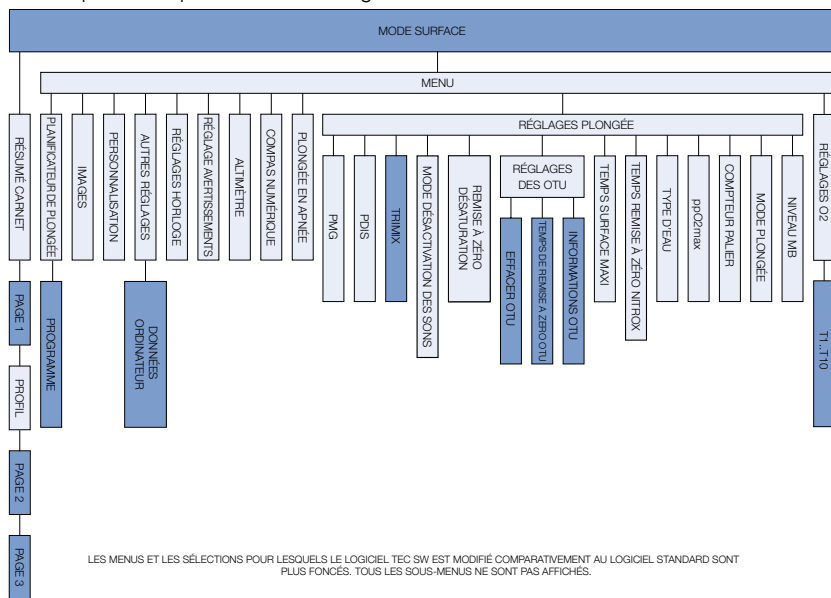 MODE SURFACE
MENU
RÉSUMÉ CARNET
PLANIFICATEUR DE PLONGÉE
IMAGES
PERSONNALISATION
AUTRES RÉGLAGES
RÉGLAGES HORLOGE
RÉGLAGE AVERTISSEMENTS
ALTIMÈTRE
COMPAS NUMÉRIQUE
PLONGÉE EN APNÉE
RÉGLAGES PLONGÉE
RÉGLAGES O2
PMG
PDIS
TRIMIX
MODE DÉSACTIVATION DES SONS
REMISE À ZÉRO
DÉSATURATION
RÉGLAGES
DES OTU
EFFACER OTU
TEMPS DE REMISE A ZERO OTU
INFORMATIONS OTU
TEMPS SURFACE MAXI
TEMPS REMISE À ZÉRO NITROX
TYPE D'EAU
ppO2max
COMPTEUR PALIER
MODE PLONGÉE
NIVEAU MB
PAGE 1
PROGRAMME
DONNÉES
ORDINATEUR
T1..T10
PROFIL
PAGE 2
PAGE 3
LES MENUS ET LES SÉLECTIONS POUR LESQUELS LE LOGICIEL TEC SW EST MODIFIÉ COMPARATIVEMENT AU LOGICIEL STANDARD SONT
PLUS FONCÉS. TOUS LES SOUS-MENUS NE SONT PAS AFFICHÉS.